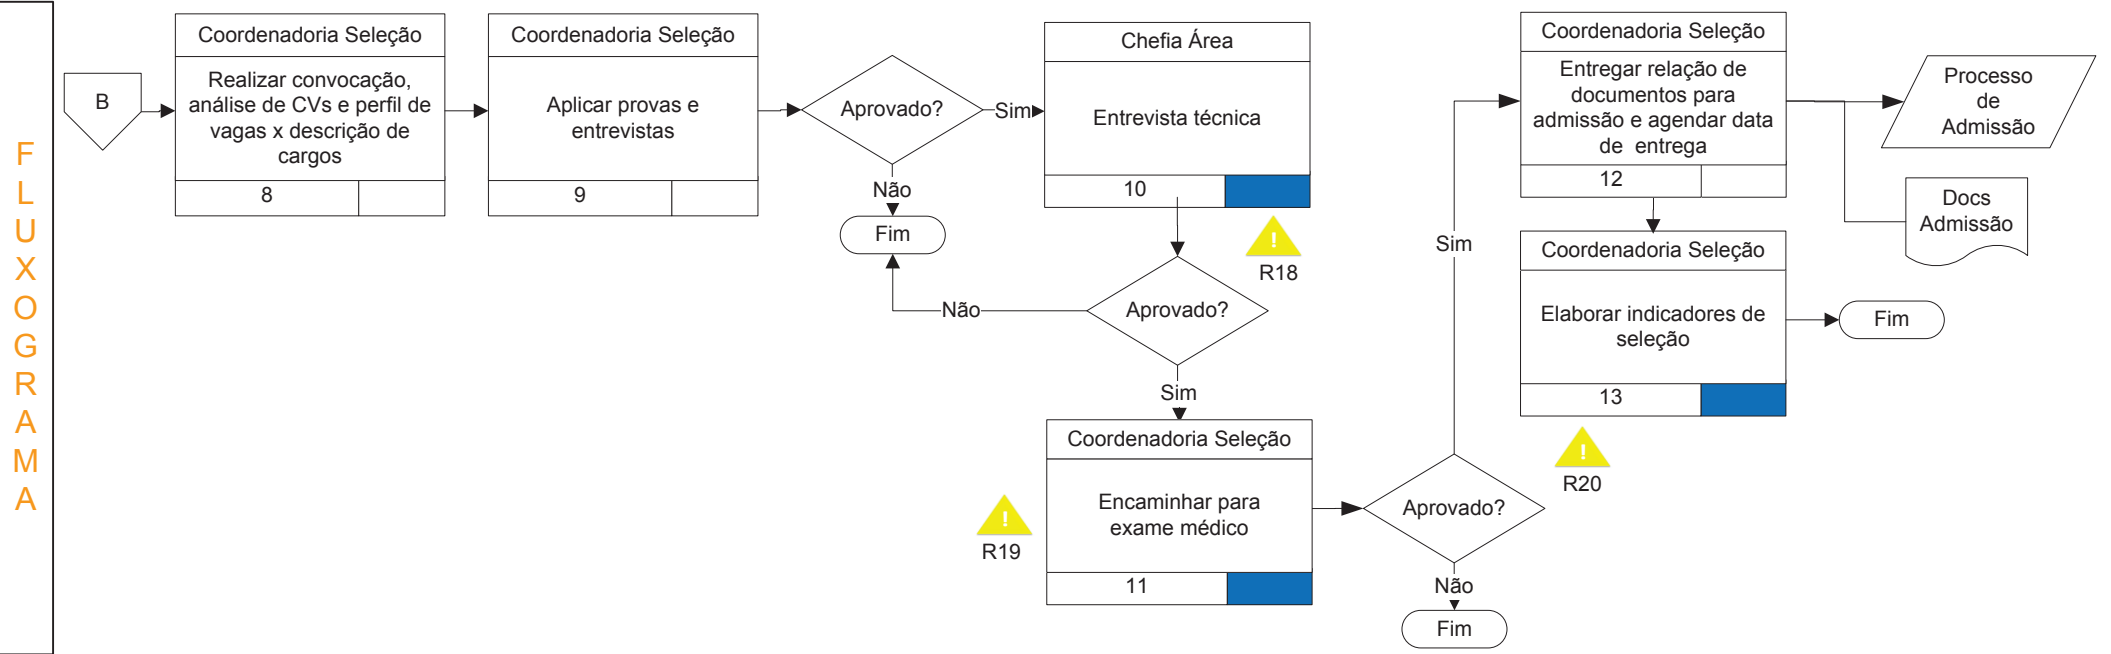 F
L
U
X
O
G
R
A
M
A
B
Coordenadoria Seleção
Realizar convocação,
análise de CVs e perfil de
vagas x descrição de
cargos
8
Coordenadoria Seleção
Aplicar provas e
entrevistas
9
Aprovado?
Sim
Não
Fim
Chefia Área
Entrevista técnica
10
!
R18
Aprovado?
Não
Sim
Coordenadoria Seleção
Encaminhar para
exame médico
11
!
R19
Aprovado?
Sim
Não
Fim
Coordenadoria Seleção
Entregar relação de
documentos para
admissão e agendar data
de entrega
12
Processo
de
Admissão
Docs
Admissão
Coordenadoria Seleção
Elaborar indicadores de
seleção
13
!
R20
Fim